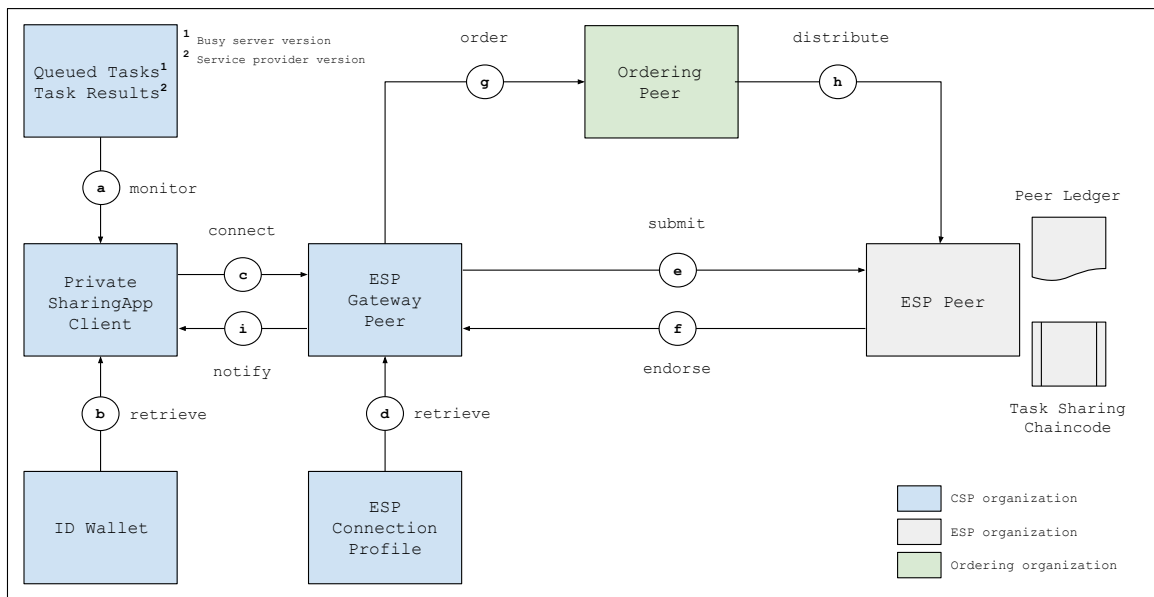 Queued Tasks1
Task Results2
1 Busy server version
2 Service provider version
order
g
Ordering
Peer
distribute
h
a
monitor
connect
submit
Peer Ledger
Private
SharingApp
Client
c
ESP
Gateway
Peer
e
ESP Peer
i
f
notify
endorse
b
retrieve
d
retrieve
Task Sharing
Chaincode
ID Wallet
ESP
Connection
Profile
CSP organization
ESP organization
Ordering organization